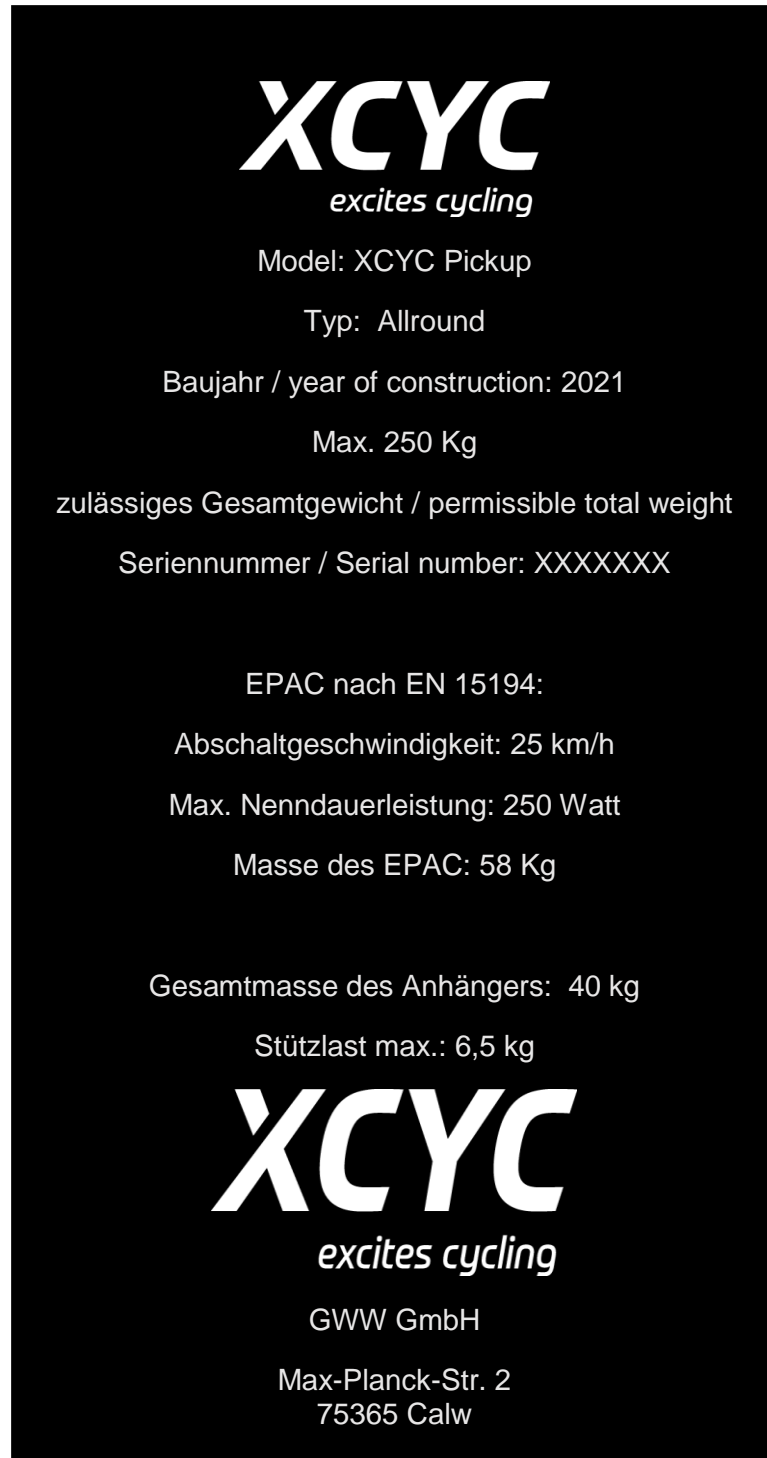 XCYC
excites cycling
Model: XCYC Pickup
Typ:  Allround
Baujahr / year of construction: 2021
Max. 250 Kg
zulässiges Gesamtgewicht / permissible total weight
Seriennummer / Serial number: XXXXXXX
EPAC nach EN 15194:
Abschaltgeschwindigkeit: 25 km/h
Max. Nenndauerleistung: 250 Watt
Masse des EPAC: 58 Kg
Gesamtmasse des Anhängers:  40 kg
Stützlast max.: 6,5 kg
XCYC
excites cycling
GWW GmbH
Max-Planck-Str. 2
75365 Calw